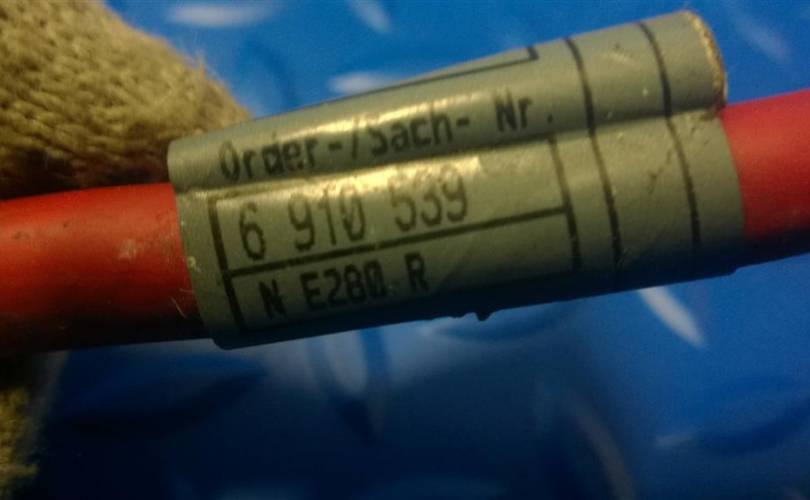 Order-/Sach- Nr.
6 910 539
N E280 R